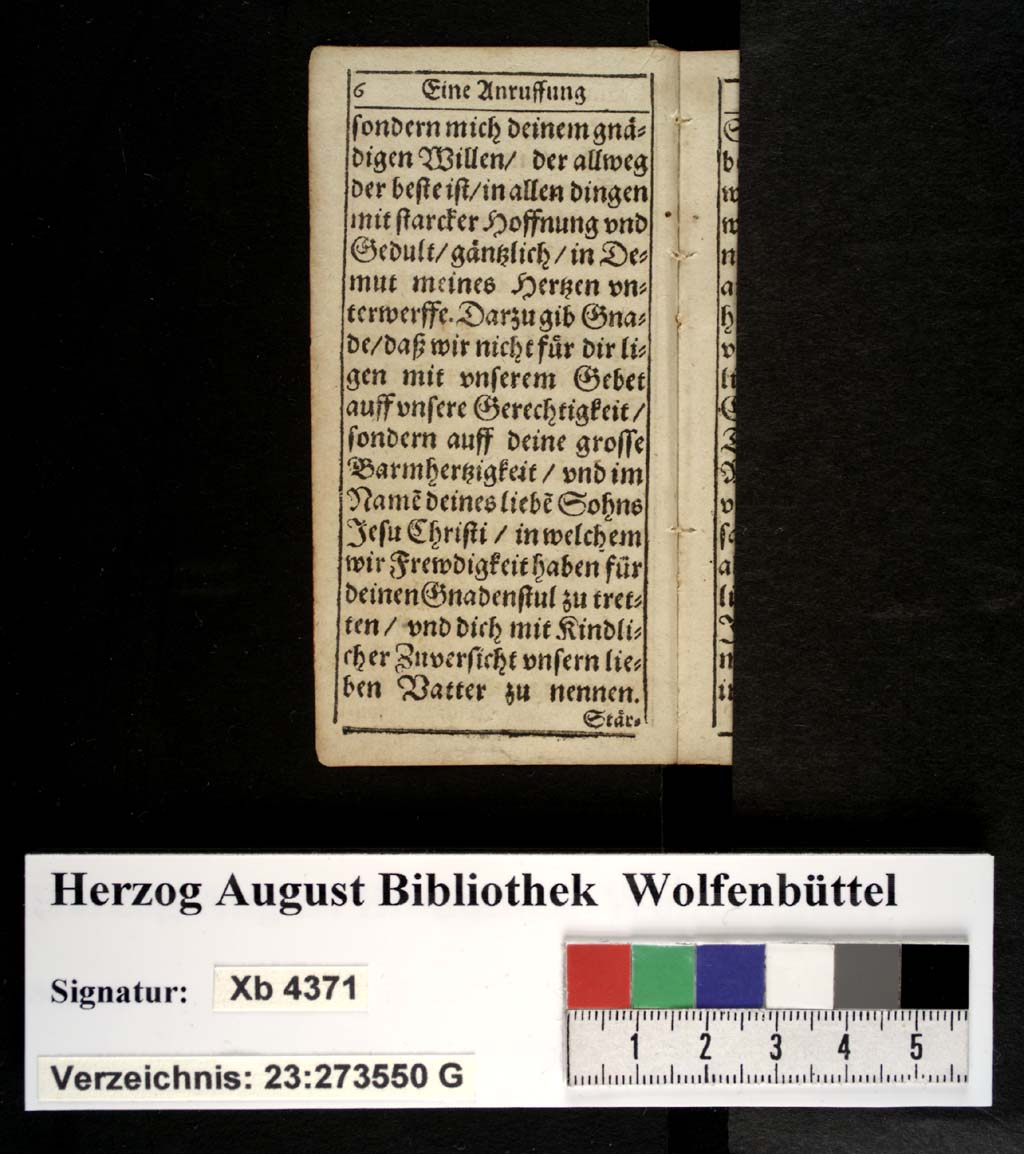 6 Eine Anruffung
sondern mich deinem gnä⸗
digen Willen/ der allweg
der beste ist/ in allen dingen
mit starcker Hoffnung vnd
Gedult/ gäntzlich/ in De⸗
mut meines Hertzen vn⸗
terwerffe. Darzu gib Gna⸗
de/ daß wir nicht für dir li⸗
gen mit vnserem Gebet
auff vnsere Gerechtigkeit/
sondern auff deine grosse
Barmhertzigkeit/ vnd im
Namẽ deines liebẽ Sohns
Jesu Christi/ in welchem
wir Frewdigkeit haben für
deinen Gnadenstul zu tret⸗
ten/ vnd dich mit Kindli⸗
cher Zuversicht vnsern lie⸗
ben Vatter zu nennen.
Stär⸗
Herzog August Bibliothek Wolfenbüttel
Signatur: Xb 4371
Verzeichnis: 23:273550 G
1 2 3 4 5